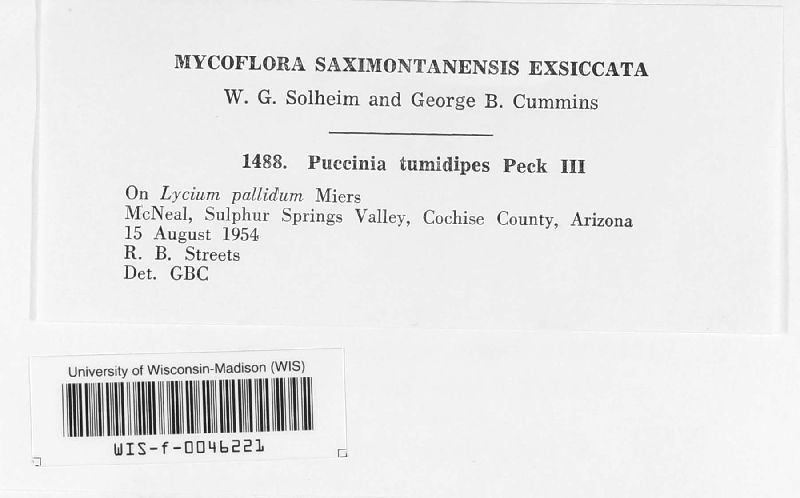 MYCOFLORA SAXIMONTANENSIS EXSICCATA
W. G. Solheim and George B. Cummins
1488. Puccinia tumidipes Peck III
On Lycium pallidum Miers
McNeal, Sulphur Springs Valley, Cochise County, Arizona
15 August 1954
R. B. Streets
Det. GBC
University of Wisconsin-Madison (WIS)
WIS-f-0046221